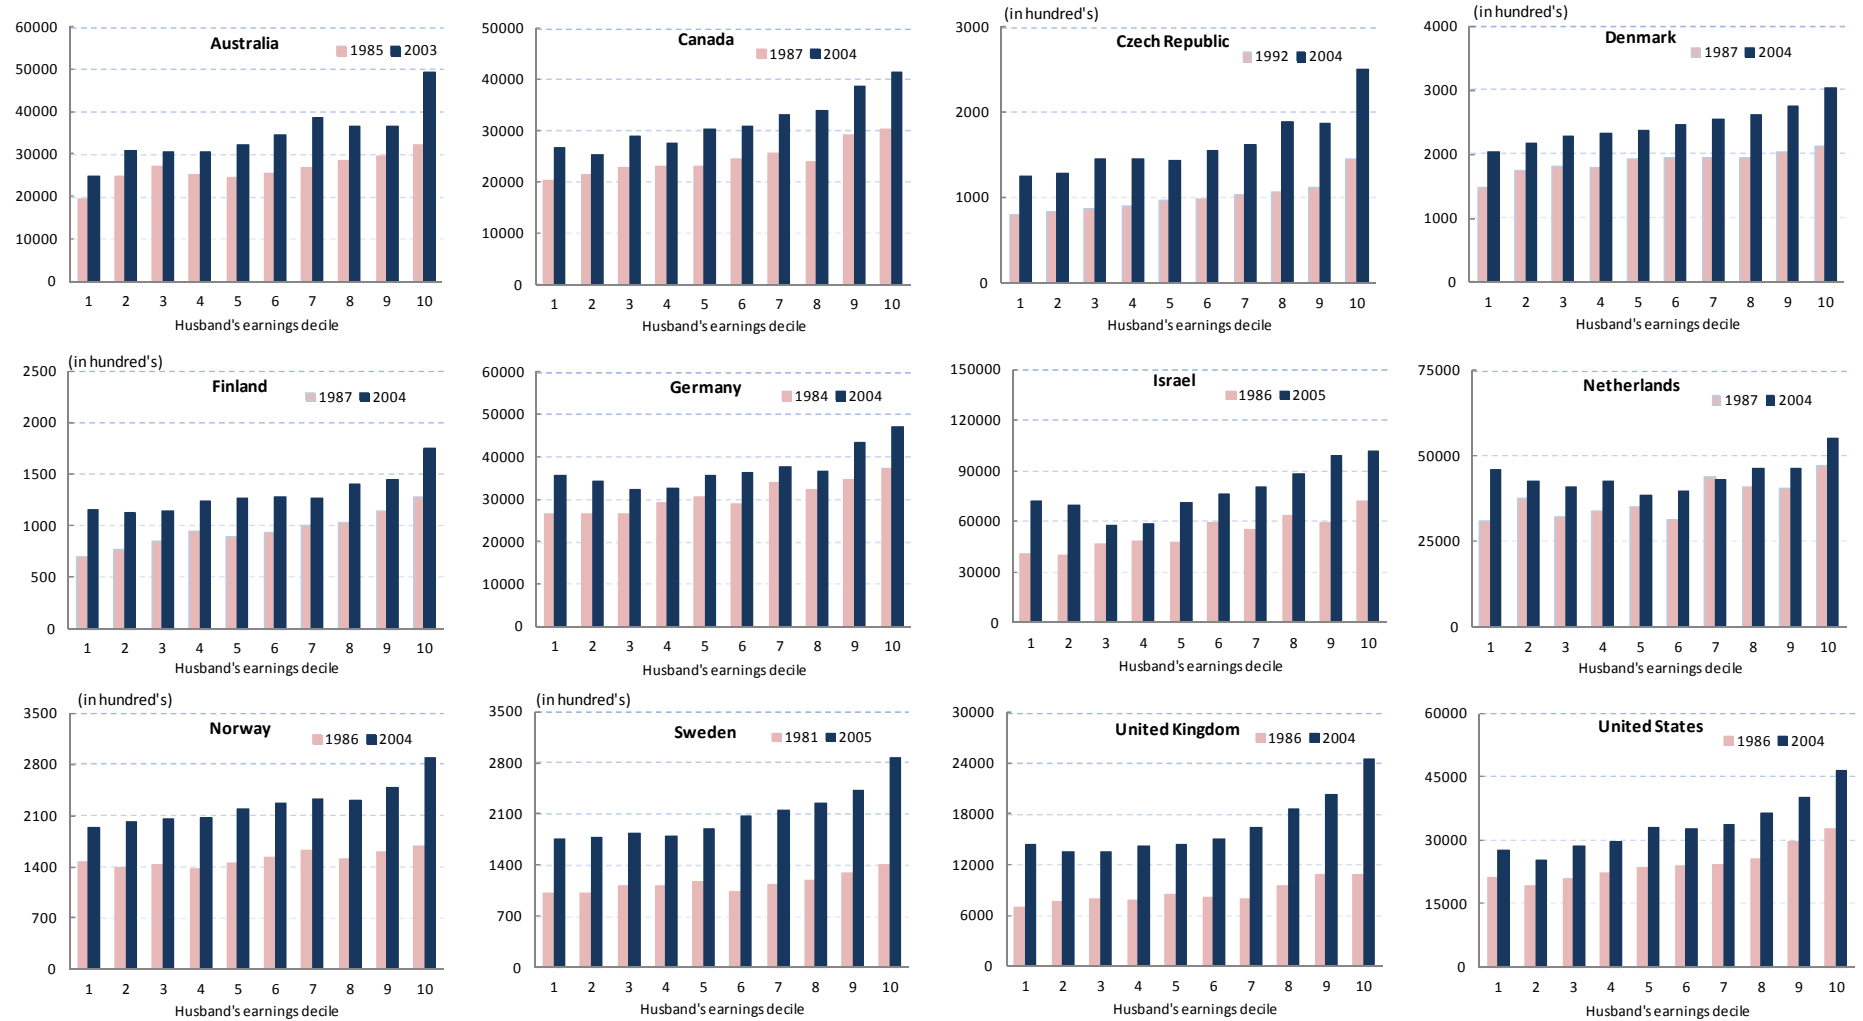 Australia
1985 2003
60000
50000
40000
30000
20000
10000
0
1 2 3 4 5 6 7 8 9 10
Husband's earnings decile
Canada
1987 2004
50000
40000
30000
20000
10000
0
1 2 3 4 5 6 7 8 9 10
Husband's earnings decile
(in hundred's)
Czech Republic
1992 2004
3000
2000
1000
0
1 2 3 4 5 6 7 8 9 10
Husband's earnings decile
(in hundred's)
Denmark
1987 2004
4000
3000
2000
1000
0
1 2 3 4 5 6 7 8 9 10
Husband's earnings decile
(in hundred's)
Finland
1987 2004
2500
2000
1500
1000
500
0
1 2 3 4 5 6 7 8 9 10
Husband's earnings decile
Germany
1984 2004
60000
50000
40000
30000
20000
10000
0
1 2 3 4 5 6 7 8 9 10
Husband's earnings decile
Israel
1986 2005
150000
120000
90000
60000
30000
0
1 2 3 4 5 6 7 8 9 10
Husband's earnings decile
Netherlands
1987 2004
75000
50000
25000
0
1 2 3 4 5 6 7 8 9 10
Husband's earnings decile
(in hundred's)
Norway
1986 2004
3500
2800
2100
1400
700
0
1 2 3 4 5 6 7 8 9 10
Husband's earnings decile
(in hundred's)
Sweden
1981 2005
3500
2800
2100
1400
700
0
1 2 3 4 5 6 7 8 9 10
Husband's earnings decile
United Kingdom
1986 2004
30000
24000
18000
12000
6000
0
1 2 3 4 5 6 7 8 9 10
Husband's earnings decile
United States
1986 2004
60000
45000
30000
15000
0
1 2 3 4 5 6 7 8 9 10
Husband's earnings decile